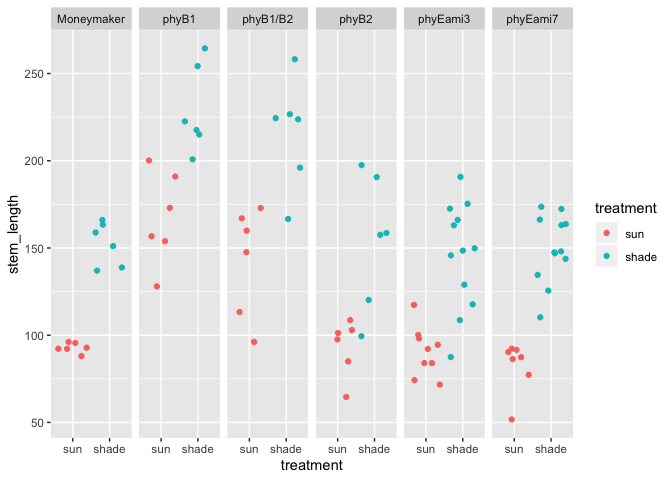 Moneymaker phyB1 phyB1/B2 phyB2 phyEami3 phyEami7
250
200
150
100
50
stem_length
sun shade sun shade sun shade sun shade sun shade sun shade
treatment
treatment
sun
shade